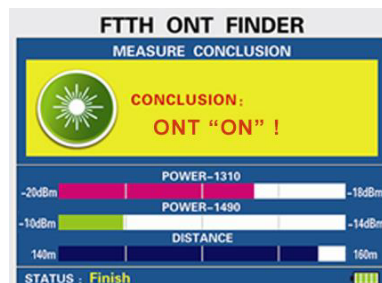 FTTH ONT FINDER
MEASURE CONCLUSION
CONCLUSION:
ONT “ON” !
POWER-1310
-20dBm -18dBm
POWER-1490
-10dBm -14dBm
DISTANCE
140m 160m
STATUS : Finish